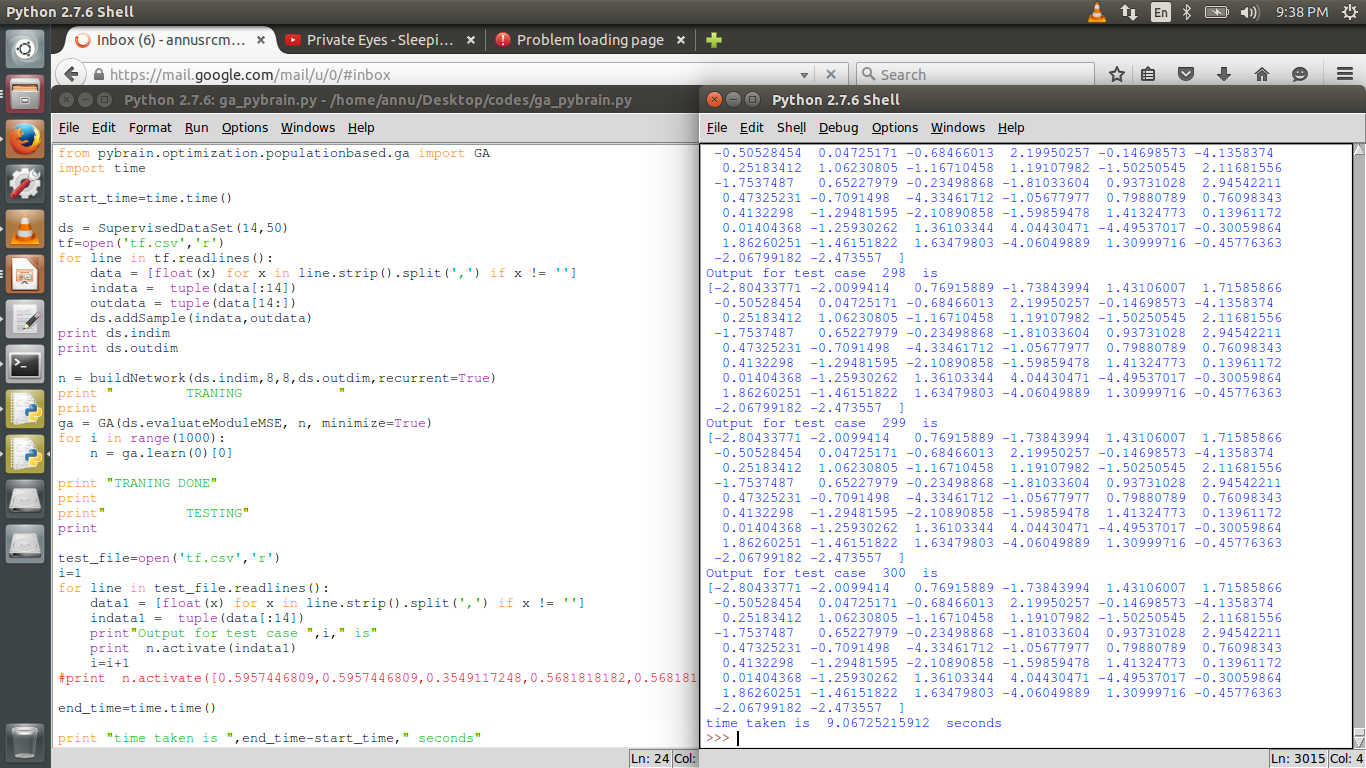 Python 2.7.6 Shell
En
9:38 PM
Inbox (6) - annusrcm...
Private Eyes - Sleepi...
Problem loading page
https://mail.google.com/mail/u/0/#inbox
Search
Python 2.7.6: ga_pybrain.py - /home/annu/Desktop/codes/ga_pybrain.py
File Edit Format Run Options Windows Help
from pybrain.optimization.populationbased.ga import GA
import time
start_time=time.time()
ds = SupervisedDataSet(14,50)
tf=open('tf.csv','r')
for line in tf.readlines():
    data = [float(x) for x in line.strip().split(',') if x != '']
    indata =  tuple(data[:14])
    outdata = tuple(data[14:])
    ds.addSample(indata,outdata)
print ds.indim
print ds.outdim
n = buildNetwork(ds.indim,8,8,ds.outdim,recurrent=True)
print "         TRANING            "
print
ga = GA(ds.evaluateModuleMSE, n, minimize=True)
for i in range(1000):
    n = ga.learn(0)[0]
print "TRANING DONE"
print
print"          TESTING"
print
test_file=open('tf.csv','r')
i=1
for line in test_file.readlines():
    data1 = [float(x) for x in line.strip().split(',') if x != '']
    indata1 =  tuple(data[:14])
    print"Output for test case ",i," is"
    print  n.activate(indata1)
    i=i+1
#print  n.activate([0.5957446809,0.5957446809,0.3549117248,0.5681818182,0.56818
end_time=time.time()
print "time taken is ",end_time-start_time," seconds"
Ln: 24 Col:
Python 2.7.6 Shell
File Edit Shell Debug Options Windows Help
 -0.50528454  0.04725171 -0.68466013  2.19950257 -0.14698573 -4.1358374
  0.25183412  1.06230805 -1.16710458  1.19107982 -1.50250545  2.11681556
 -1.7537487   0.65227979 -0.23498868 -1.81033604  0.93731028  2.94542211
  0.47325231 -0.7091498  -4.33461712 -1.05677977  0.79880789  0.76098343
  0.4132298  -1.29481595 -2.10890858 -1.59859478  1.41324773  0.13961172
  0.01404368 -1.25930262  1.36103344  4.04430471 -4.49537017 -0.30059864
  1.86260251 -1.46151822  1.63479803 -4.06049889  1.30999716 -0.45776363
 -2.06799182 -2.473557  ]
Output for test case  298  is
[-2.80433771 -2.0099414   0.76915889 -1.73843994  1.43106007  1.71585866
 -0.50528454  0.04725171 -0.68466013  2.19950257 -0.14698573 -4.1358374
  0.25183412  1.06230805 -1.16710458  1.19107982 -1.50250545  2.11681556
 -1.7537487   0.65227979 -0.23498868 -1.81033604  0.93731028  2.94542211
  0.47325231 -0.7091498  -4.33461712 -1.05677977  0.79880789  0.76098343
  0.4132298  -1.29481595 -2.10890858 -1.59859478  1.41324773  0.13961172
  0.01404368 -1.25930262  1.36103344  4.04430471 -4.49537017 -0.30059864
  1.86260251 -1.46151822  1.63479803 -4.06049889  1.30999716 -0.45776363
 -2.06799182 -2.473557  ]
Output for test case  299  is
[-2.80433771 -2.0099414   0.76915889 -1.73843994  1.43106007  1.71585866
 -0.50528454  0.04725171 -0.68466013  2.19950257 -0.14698573 -4.1358374
  0.25183412  1.06230805 -1.16710458  1.19107982 -1.50250545  2.11681556
 -1.7537487   0.65227979 -0.23498868 -1.81033604  0.93731028  2.94542211
  0.47325231 -0.7091498  -4.33461712 -1.05677977  0.79880789  0.76098343
  0.4132298  -1.29481595 -2.10890858 -1.59859478  1.41324773  0.13961172
  0.01404368 -1.25930262  1.36103344  4.04430471 -4.49537017 -0.30059864
  1.86260251 -1.46151822  1.63479803 -4.06049889  1.30999716 -0.45776363
 -2.06799182 -2.473557  ]
Output for test case  300  is
[-2.80433771 -2.0099414   0.76915889 -1.73843994  1.43106007  1.71585866
 -0.50528454  0.04725171 -0.68466013  2.19950257 -0.14698573 -4.1358374
  0.25183412  1.06230805 -1.16710458  1.19107982 -1.50250545  2.11681556
 -1.7537487   0.65227979 -0.23498868 -1.81033604  0.93731028  2.94542211
  0.47325231 -0.7091498  -4.33461712 -1.05677977  0.79880789  0.76098343
  0.4132298  -1.29481595 -2.10890858 -1.59859478  1.41324773  0.13961172
  0.01404368 -1.25930262  1.36103344  4.04430471 -4.49537017 -0.30059864
  1.86260251 -1.46151822  1.63479803 -4.06049889  1.30999716 -0.45776363
 -2.06799182 -2.473557  ]
time taken is  9.06725215912  seconds
>>>
Ln: 3015 Col: 4